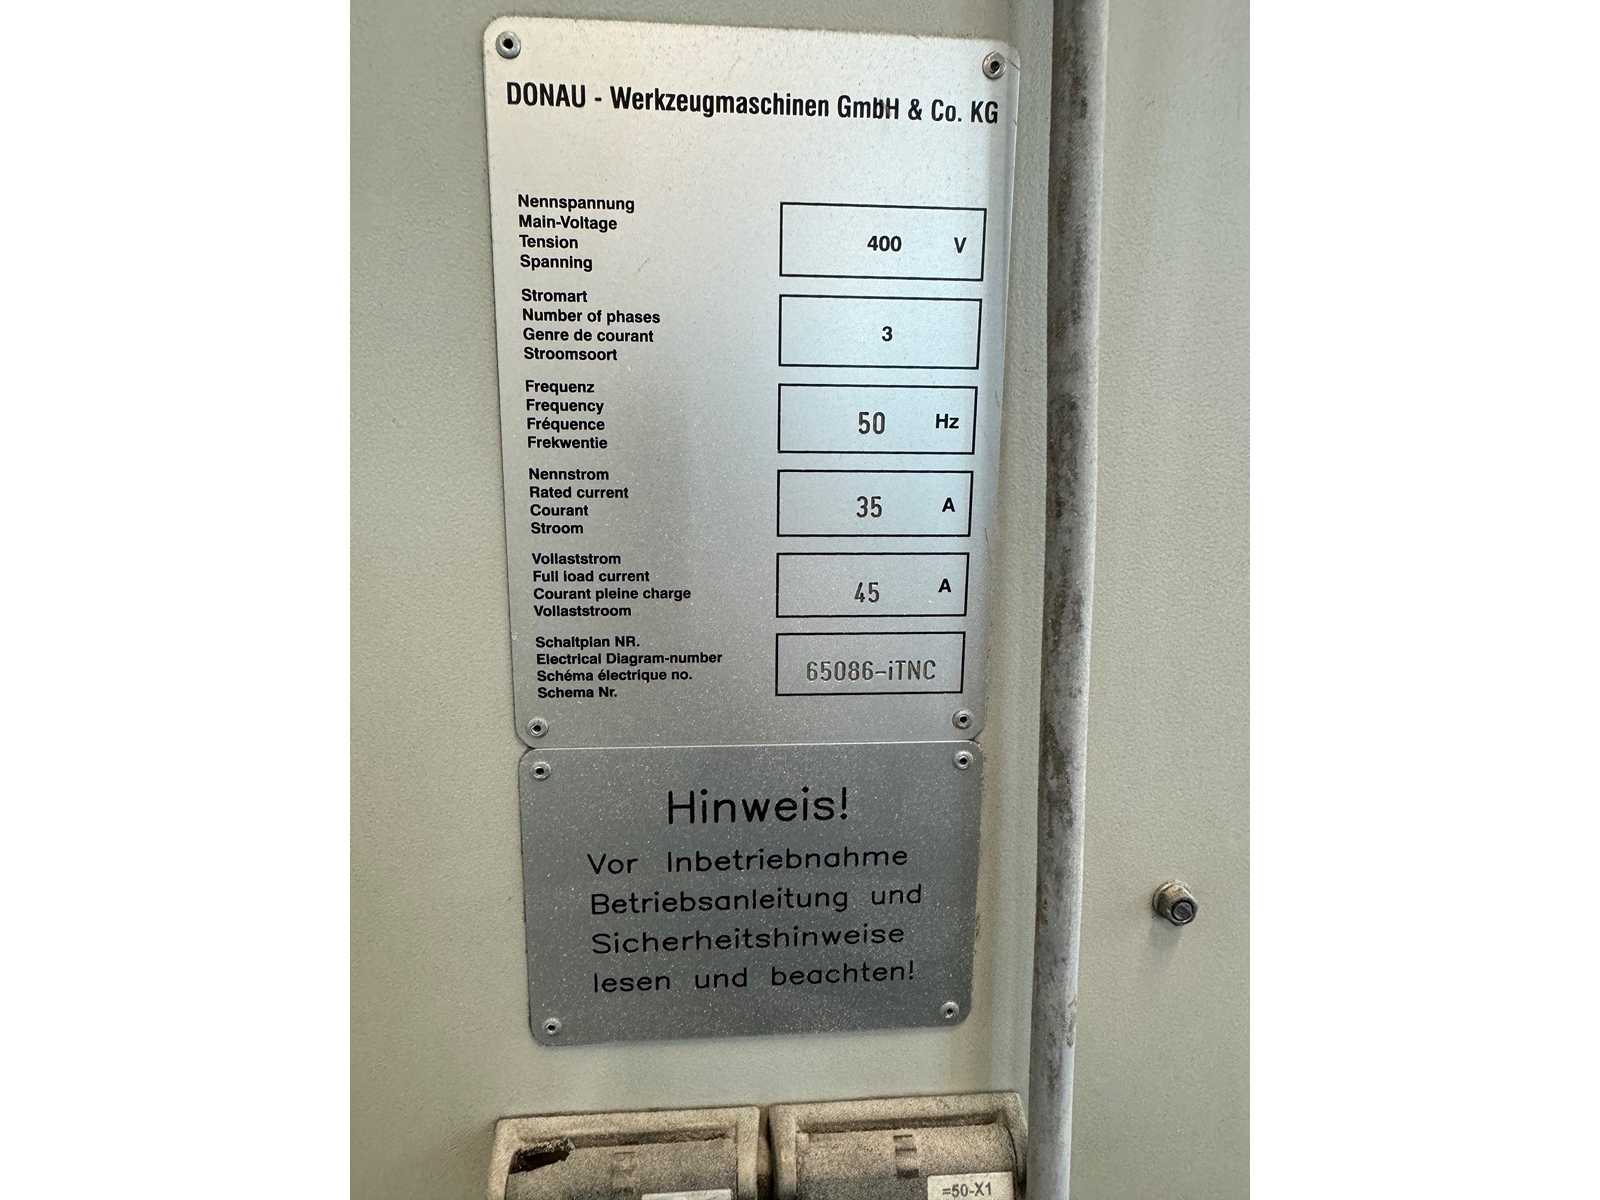 DONAU - Werkzeugmaschinen GmbH & Co. KG
Nennspannung
Main-Voltage
Tension
Spanning
400 V
Stromart
Number of phases
Genre de courant
Stroomsoort
3
Frequenz
Frequency
Fréquence
Frekwentie
50 Hz
Nennstrom
Rated current
Courant
Stroom
35 A
Vollaststrom
Full load current
Courant pleine charge
Vollaststroom
45 A
Schaltplan NR.
Electrical Diagram-number
Schéma électrique no.
Schema Nr.
65086-iTNC
Hinweis!
Vor Inbetriebnahme
Betriebsanleitung und
Sicherheitshinweise
lesen und beachten!
=50-X1